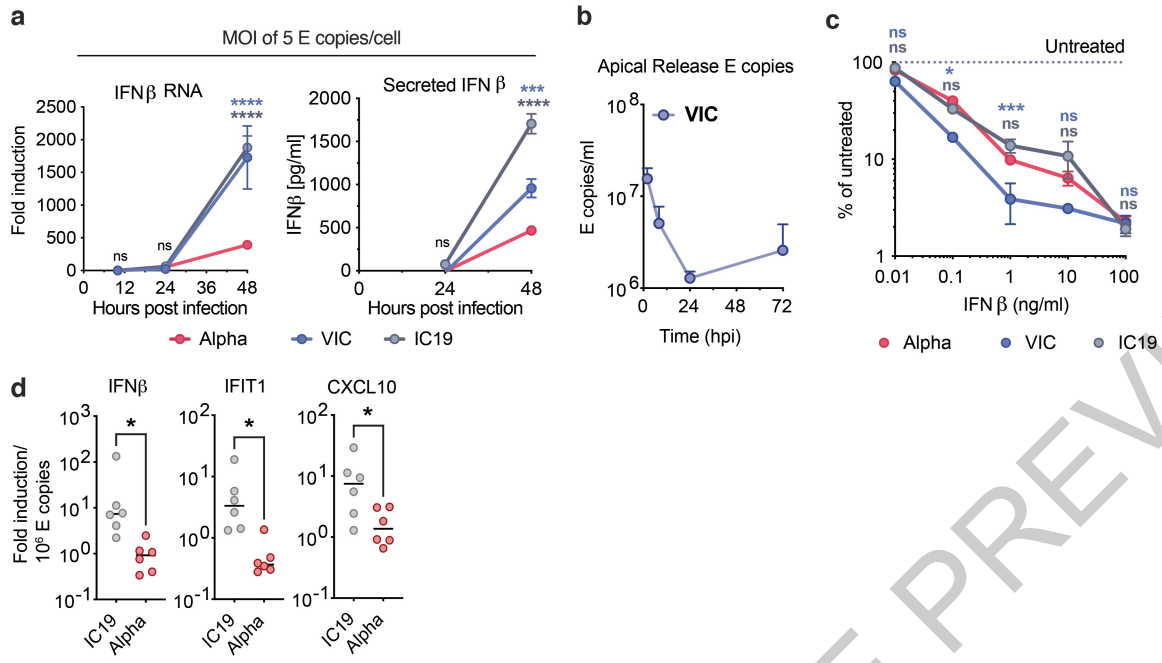 a
MOI of 5 E copies/cell
IFNβ RNA
Fold induction
2500
2000
1500
1000
500
0
ns
ns
****
****
0 12 24 36 48
Hours post infection
Secreted IFN β
IFNβ [pg/ml]
2000
1500
1000
500
0
ns
***
****
0 24 48
Hours post infection
Alpha VIC IC19
b
Apical Release E copies
VIC
E copies/ml
10⁸
10⁷
10⁶
0 24 48 72
Time (hpi)
c
Untreated
% of untreated
100
10
1
ns
ns
*
ns
***
ns
ns
ns
ns
ns
0.01 0.1 1 10 100
IFN β (ng/ml)
Alpha VIC IC19
d
Fold induction/
10⁶ E copies
IFNβ
*
10³
10²
10¹
10⁰
10⁻¹
IC19 Alpha
IFIT1
*
10²
10¹
10⁰
10⁻¹
IC19 Alpha
CXCL10
*
10²
10¹
10⁰
10⁻¹
IC19 Alpha